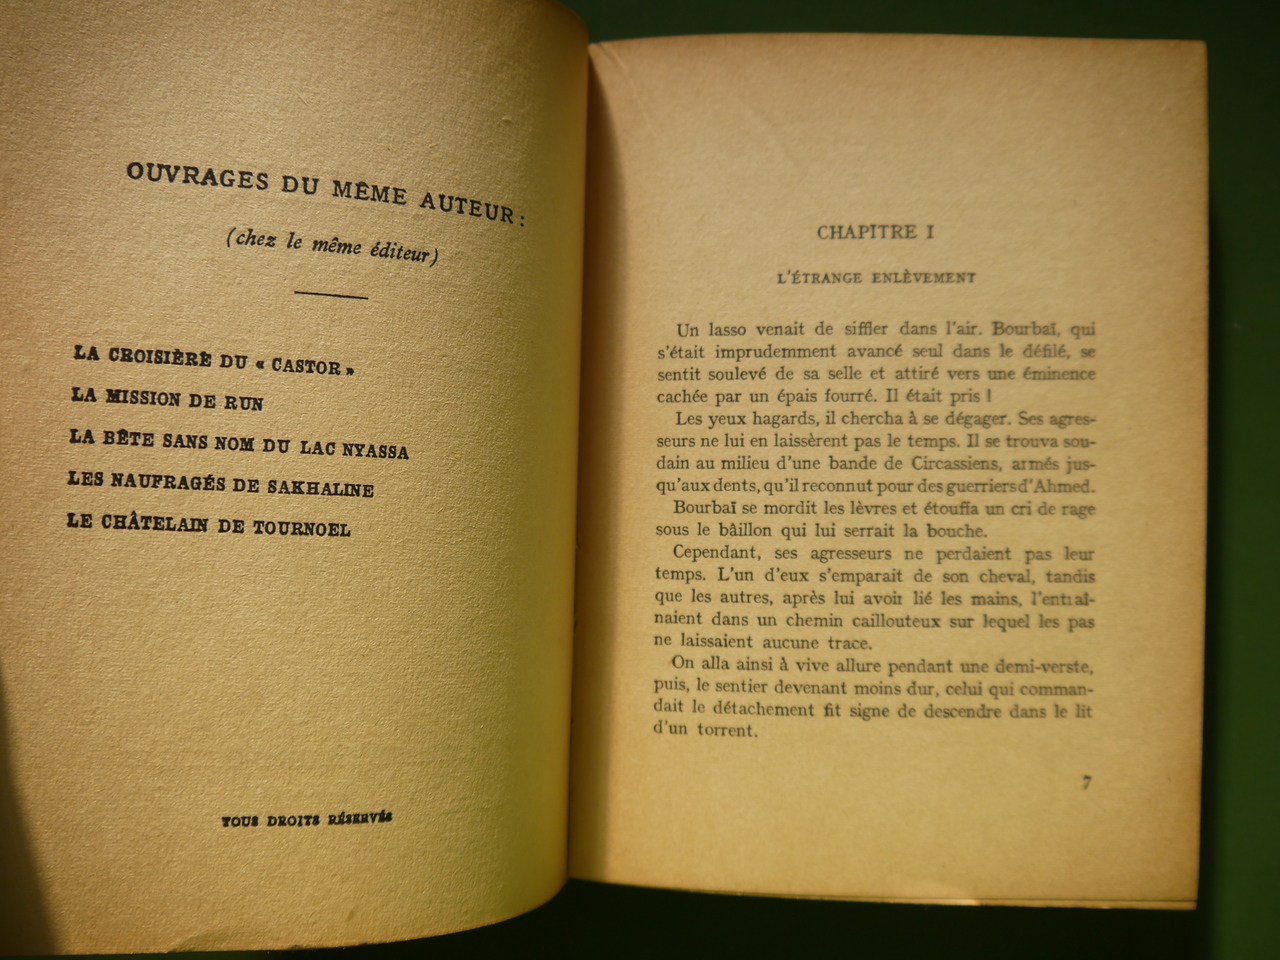 OUVRAGES DU MÊME AUTEUR :
(chez le même éditeur)
LA CROISIÈRE DU « CASTOR »
LA MISSION DE RUN
LA BÊTE SANS NOM DU LAC NYASSA
LES NAUFRAGÉS DE SAKHALINE
LE CHÂTELAIN DE TOURNOEL
TOUS DROITS RÉSERVÉS
CHAPITRE I
L'ÉTRANGE ENLÈVEMENT
Un lasso venait de siffler dans l'air. Bourbaï, qui
s'était imprudemment avancé seul dans le défilé, se
sentit soulevé de sa selle et attiré vers une éminence
cachée par un épais fourré. Il était pris !
Les yeux hagards, il chercha à se dégager. Ses agres-
seurs ne lui en laissèrent pas le temps. Il se trouva sou-
dain au milieu d'une bande de Circassiens, armés jus-
qu'aux dents, qu'il reconnut pour des guerriers d'Ahmed.
Bourbaï se mordit les lèvres et étouffa un cri de rage
sous le bâillon qui lui serrait la bouche.
Cependant, ses agresseurs ne perdaient pas leur
temps. L'un d'eux s'emparait de son cheval, tandis
que les autres, après lui avoir lié les mains, l'entraî-
naient dans un chemin caillouteux sur lequel les pas
ne laissaient aucune trace.
On alla ainsi à vive allure pendant une demi-verste,
puis, le sentier devenant moins dur, celui qui comman-
dait le détachement fit signe de descendre dans le lit
d'un torrent.
7